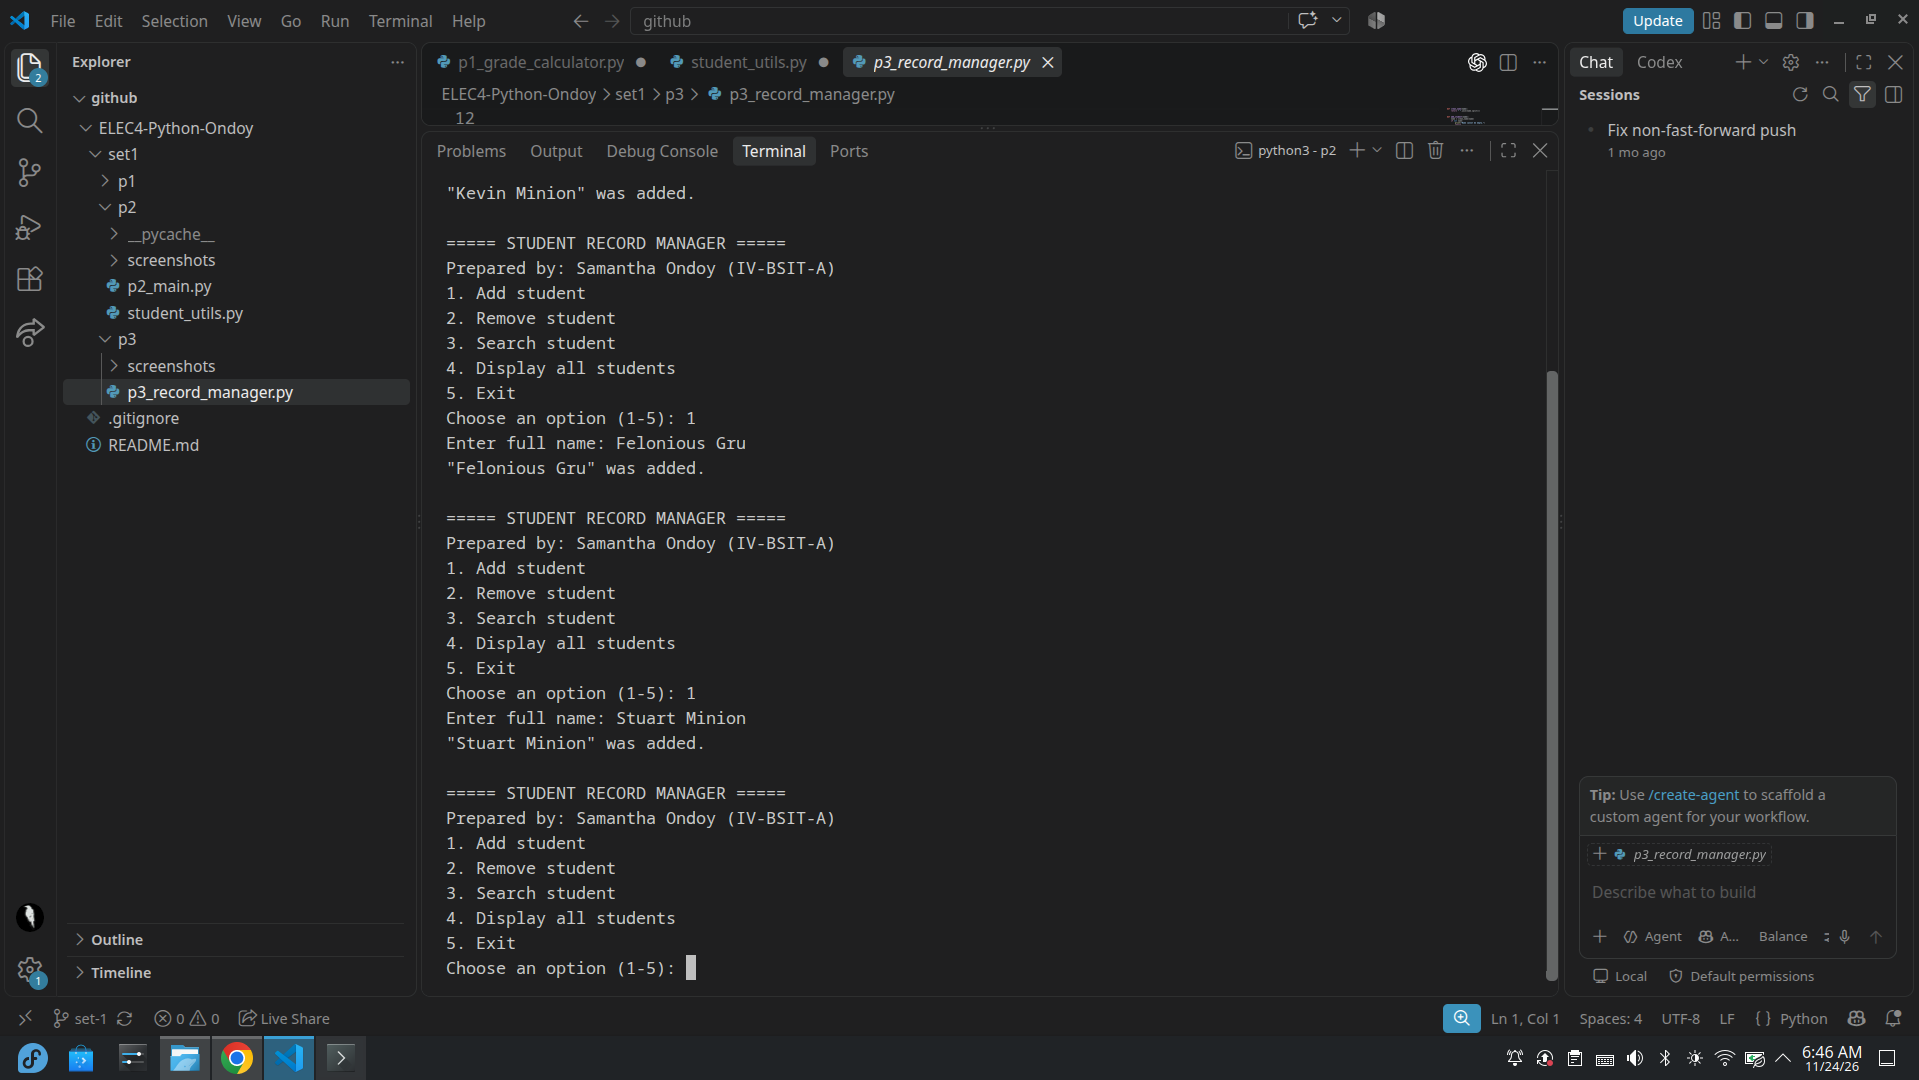 File Edit Selection View Go Run Terminal Help
github
Update
Explorer
github
ELEC4-Python-Ondoy
set1
p1
p2
__pycache__
screenshots
p2_main.py
student_utils.py
p3
screenshots
p3_record_manager.py
.gitignore
README.md
Outline
Timeline
2
1
p1_grade_calculator.py
student_utils.py
p3_record_manager.py
ELEC4-Python-Ondoy > set1 > p3 > p3_record_manager.py
12
Problems Output Debug Console Terminal Ports
python3 - p2
"Kevin Minion" was added.
===== STUDENT RECORD MANAGER =====
Prepared by: Samantha Ondoy (IV-BSIT-A)
1. Add student
2. Remove student
3. Search student
4. Display all students
5. Exit
Choose an option (1-5): 1
Enter full name: Felonious Gru
"Felonious Gru" was added.
===== STUDENT RECORD MANAGER =====
Prepared by: Samantha Ondoy (IV-BSIT-A)
1. Add student
2. Remove student
3. Search student
4. Display all students
5. Exit
Choose an option (1-5): 1
Enter full name: Stuart Minion
"Stuart Minion" was added.
===== STUDENT RECORD MANAGER =====
Prepared by: Samantha Ondoy (IV-BSIT-A)
1. Add student
2. Remove student
3. Search student
4. Display all students
5. Exit
Choose an option (1-5):
Chat Codex
Sessions
Fix non-fast-forward push
1 mo ago
Tip: Use /create-agent to scaffold a
custom agent for your workflow.
p3_record_manager.py
Describe what to build
Agent A... Balance
Local Default permissions
set-1 0 0 Live Share
Ln 1, Col 1 Spaces: 4 UTF-8 LF { } Python
6:46 AM
11/24/26